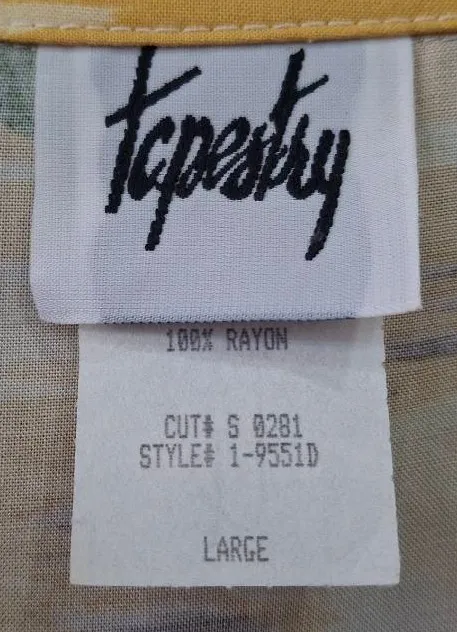 Tapestry
100% RAYON
CUT# S 0281
STYLE# 1-9551D
LARGE